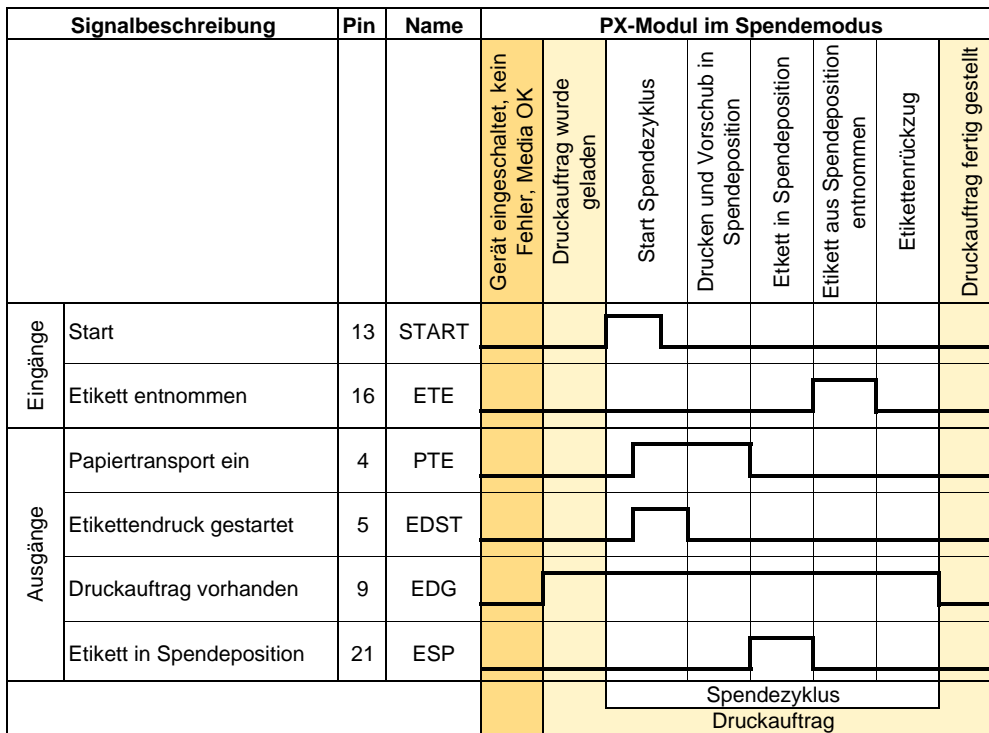 Signalbeschreibung Pin Name PX-Modul im Spendemodus
Gerät eingeschaltet, kein
Fehler, Media OK
Druckauftrag wurde
geladen
Start Spendezyklus
Drucken und Vorschub in
Spendeposition
Etkett in Spendeposition
Etikett aus Spendeposition
entnommen
Etikettenrückzug
Druckauftrag fertig gestellt
Eingänge
Start 13 START
Etikett entnommen 16 ETE
Ausgänge
Papiertransport ein 4 PTE
Etikettendruck gestartet 5 EDST
Druckauftrag vorhanden 9 EDG
Etikett in Spendeposition 21 ESP
Spendezyklus
Druckauftrag